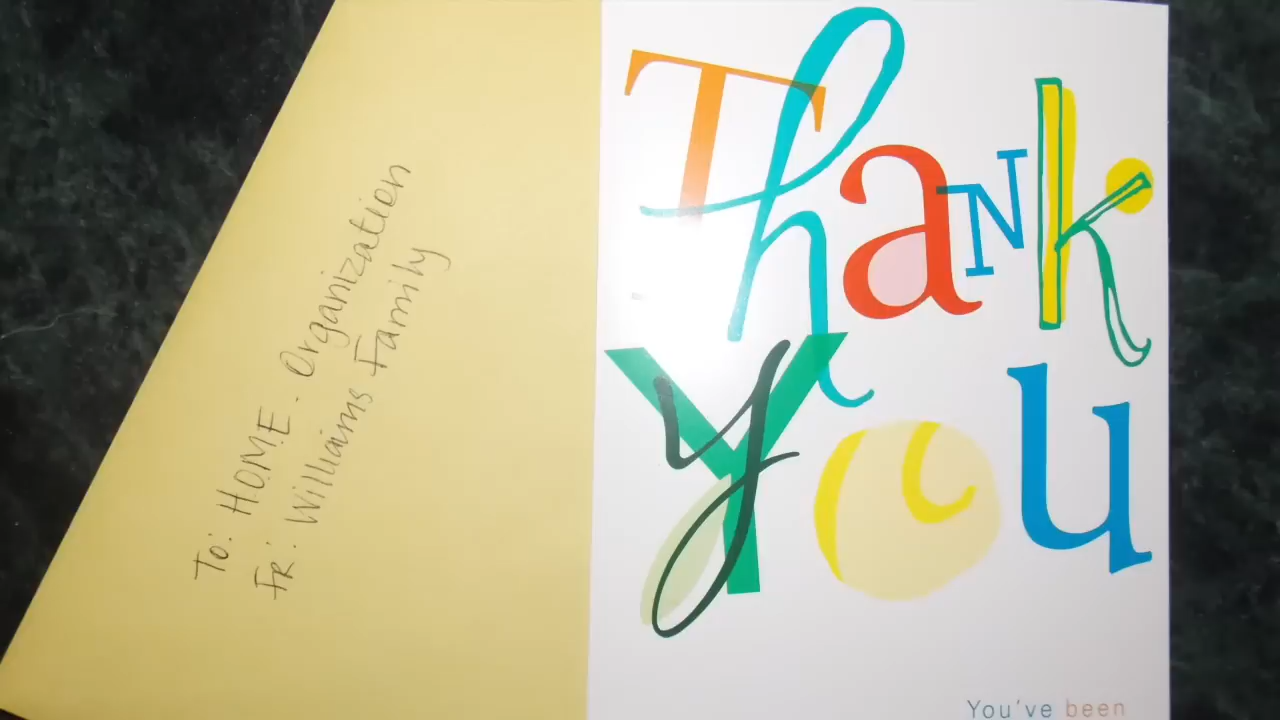 To: H.O.M.E. Organization
FR: Williams Family
Thank
you
You've been